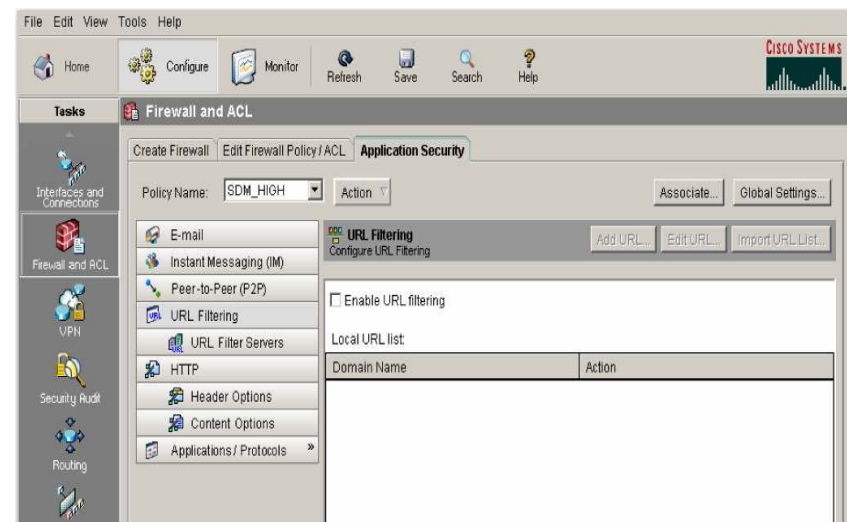 File Edit View Tools Help
Home
Configure
Monitor
Refresh
Save
Search
Help
CISCO SYSTEMS
Tasks
Firewall and ACL
Create Firewall
Edit Firewall Policy / ACL
Application Security
Interfaces and
Connections
Policy Name:
SDM_HIGH
Action
Associate...
Global Settings...
Firewall and ACL
VPN
Security Audit
Routing
E-mail
Instant Messaging (IM)
Peer-to-Peer (P2P)
URL Filtering
URL Filter Servers
HTTP
Header Options
Content Options
Applications / Protocols »
URL Filtering
Configure URL Filtering
Add URL...
Edit URL...
Import URL List...
Enable URL filtering
Local URL list:
Domain Name
Action